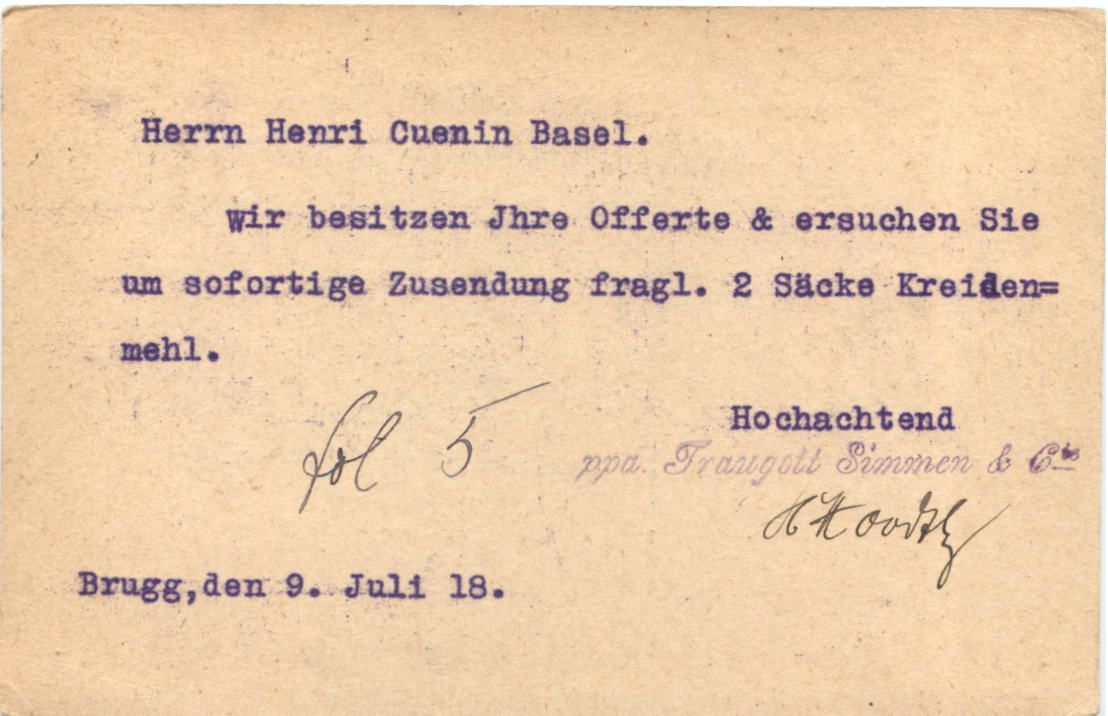 Herrn Henri Cuenin Basel.
Wir besitzen Jhre Offerte & ersuchen Sie
um sofortige Zusendung fragl. 2 Säcke Kreiden=
mehl.
Hochachtend
fol 5
ppa. Traugott Simmen & Cie
Brugg,den 9. Juli 18.